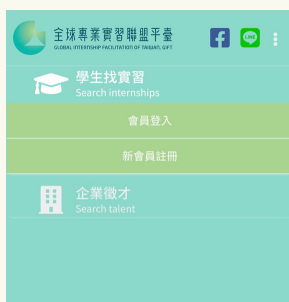 全球專業實習聯盟平臺
GLOBAL INTERNSHIP FACILITATION OF TAIWAN, GIFT
LINE
學生找實習
Search internships
會員登入
新會員註冊
企業徵才
Search talent